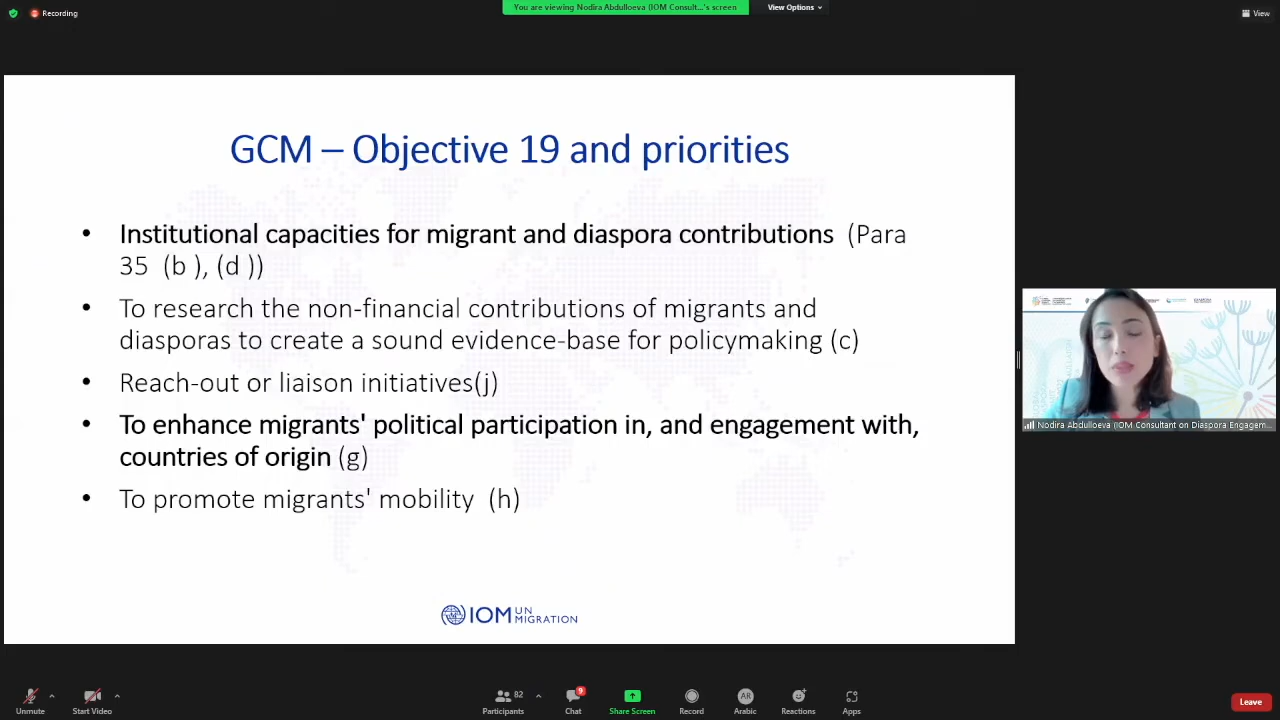 Recording
You are viewing Nodira Abdulloeva (IOM Consult...'s screen
View Options
View
GCM – Objective 19 and priorities
• Institutional capacities for migrant and diaspora contributions (Para
35 (b ), (d ))
• To research the non-financial contributions of migrants and
diasporas to create a sound evidence-base for policymaking (c)
• Reach-out or liaison initiatives(j)
• To enhance migrants' political participation in, and engagement with,
countries of origin (g)
• To promote migrants' mobility (h)
IOM UN
MIGRATION
Nodira Abdulloeva (IOM Consultant on Diaspora Engagem...
Unmute
Start Video
82
Participants
9
Chat
Share Screen
Record
AR
Arabic
Reactions
Apps
Leave